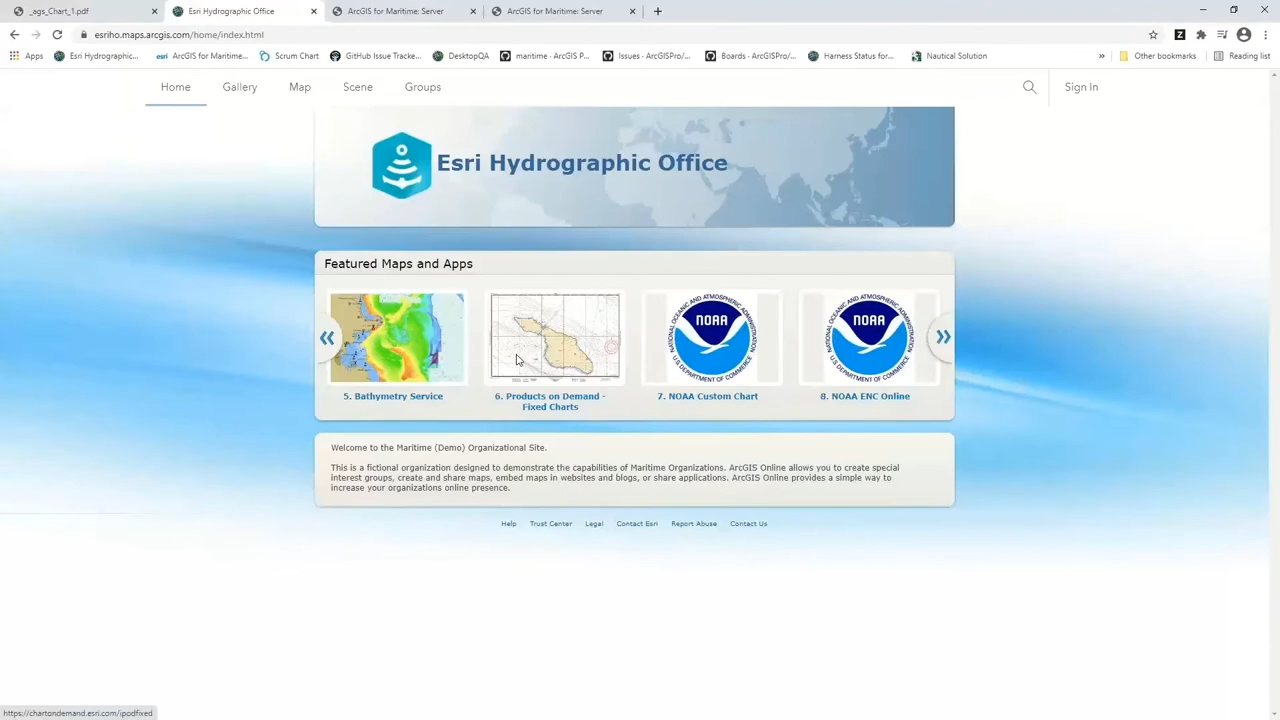 _ags_Chart_1.pdf
Esri Hydrographic Office
ArcGIS for Maritime: Server
ArcGIS for Maritime: Server
esriho.maps.arcgis.com/home/index.html
Apps
Esri Hydrographic...
esri ArcGIS for Maritime...
Scrum Chart
GitHub Issue Tracke...
DesktopQA
maritime - ArcGIS P...
Issues - ArcGISPro/...
Boards - ArcGISPro/...
Harness Status for...
Nautical Solution
»
Other bookmarks
Reading list
Home
Gallery
Map
Scene
Groups
Sign In
Esri Hydrographic Office
Featured Maps and Apps
NOAA
NOAA
5. Bathymetry Service
6. Products on Demand -
Fixed Charts
7. NOAA Custom Chart
8. NOAA ENC Online
Welcome to the Maritime (Demo) Organizational Site.
This is a fictional organization designed to demonstrate the capabilities of Maritime Organizations. ArcGIS Online allows you to create special
interest groups, create and share maps, embed maps in websites and blogs, or share applications. ArcGIS Online provides a simple way to
increase your organizations online presence.
Help
Trust Center
Legal
Contact Esri
Report Abuse
Contact Us
https://chartondemand.esri.com/ipodfixed